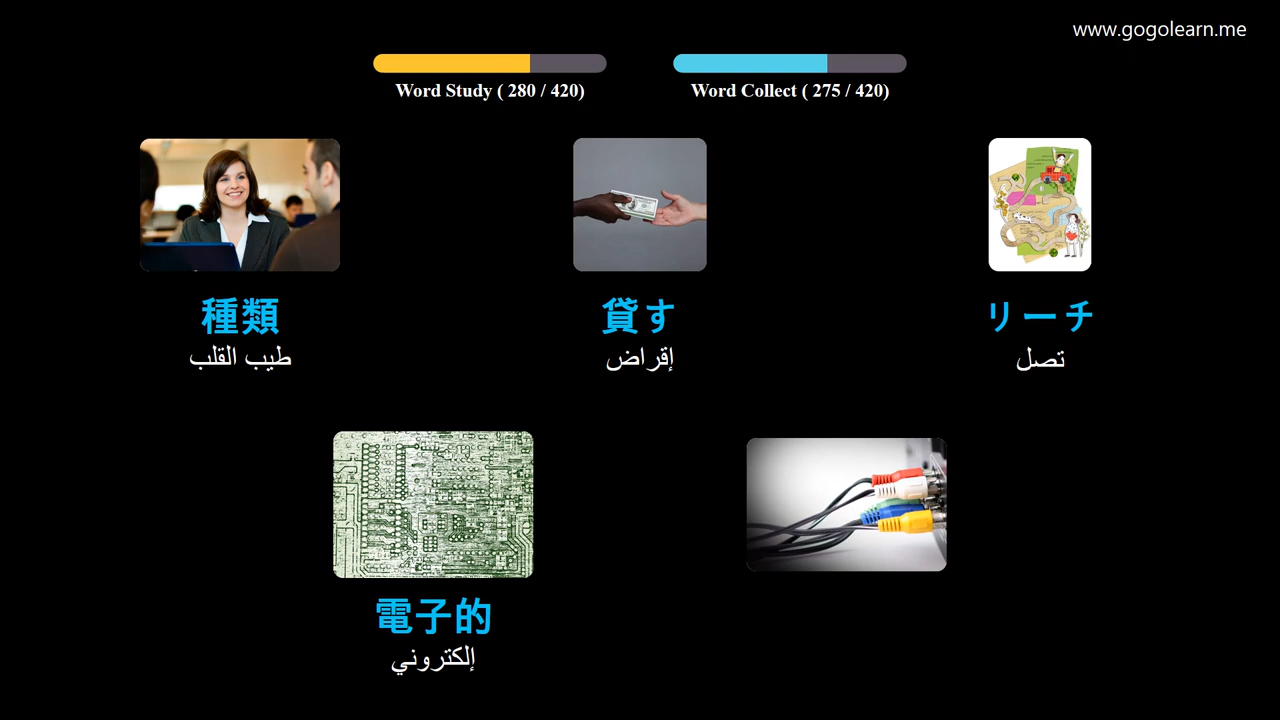 www.gogolearn.me
Word Study ( 280 / 420)
Word Collect ( 275 / 420)
種類
طيب القلب
貸す
إقراض
リーチ
تصل
電子的
إلكتروني